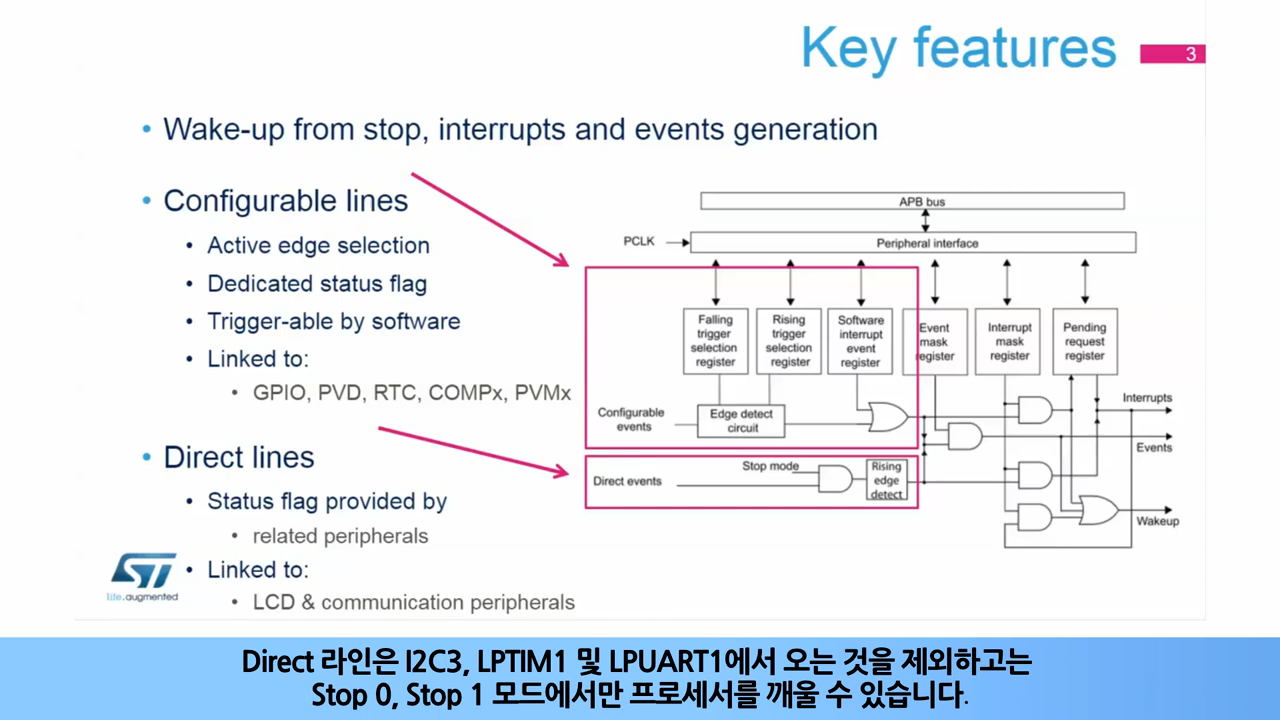 Key features
3
• Wake-up from stop, interrupts and events generation
• Configurable lines
• Active edge selection
• Dedicated status flag
• Trigger-able by software
• Linked to:
• GPIO, PVD, RTC, COMPx, PVMx
• Direct lines
• Status flag provided by
• related peripherals
• Linked to:
• LCD & communication peripherals
APB bus
PCLK
Peripheral interface
Falling
trigger
selection
register
Rising
trigger
selection
register
Software
interrupt
event
register
Event
mask
register
Interrupt
mask
register
Pending
request
register
Configurable
events
Edge detect
circuit
Interrupts
Events
Stop mode
Direct events
Rising
edge
detect
Wakeup
ST
life.augmented
Direct 라인은 I2C3, LPTIM1 및 LPUART1에서 오는 것을 제외하고는
Stop 0, Stop 1 모드에서만 프로세서를 깨울 수 있습니다.